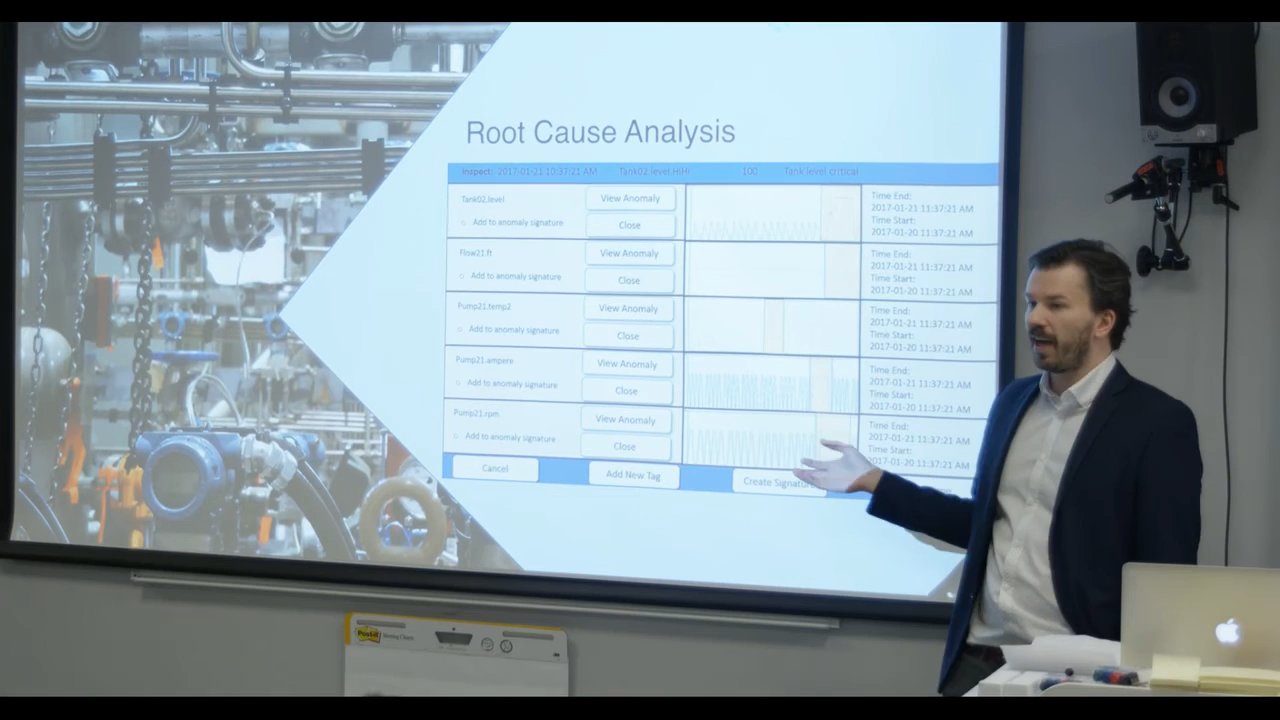 Root Cause Analysis
Inspect: 2017-01-21 10:37:21 AM Tank02.level.HiHi 100 Tank level critical
Tank02.level
Add to anomaly signature
View Anomaly
Close
Time End:
2017-01-21 11:37:21 AM
Time Start:
2017-01-20 11:37:21 AM
Flow21.ft
Add to anomaly signature
View Anomaly
Close
Time End:
2017-01-21 11:37:21 AM
Time Start:
2017-01-20 11:37:21 AM
Pump21.temp2
Add to anomaly signature
View Anomaly
Close
Time End:
2017-01-21 11:37:21 AM
Time Start:
2017-01-20 11:37:21 AM
Pump21.ampere
Add to anomaly signature
View Anomaly
Close
Time End:
2017-01-21 11:37:21 AM
Time Start:
2017-01-20 11:37:21 AM
Pump21.rpm
Add to anomaly signature
View Anomaly
Close
Time End:
2017-01-21 11:37:21 AM
Time Start:
2017-01-20 11:37:21 AM
Cancel
Add New Tag
Create Signature
Post-it